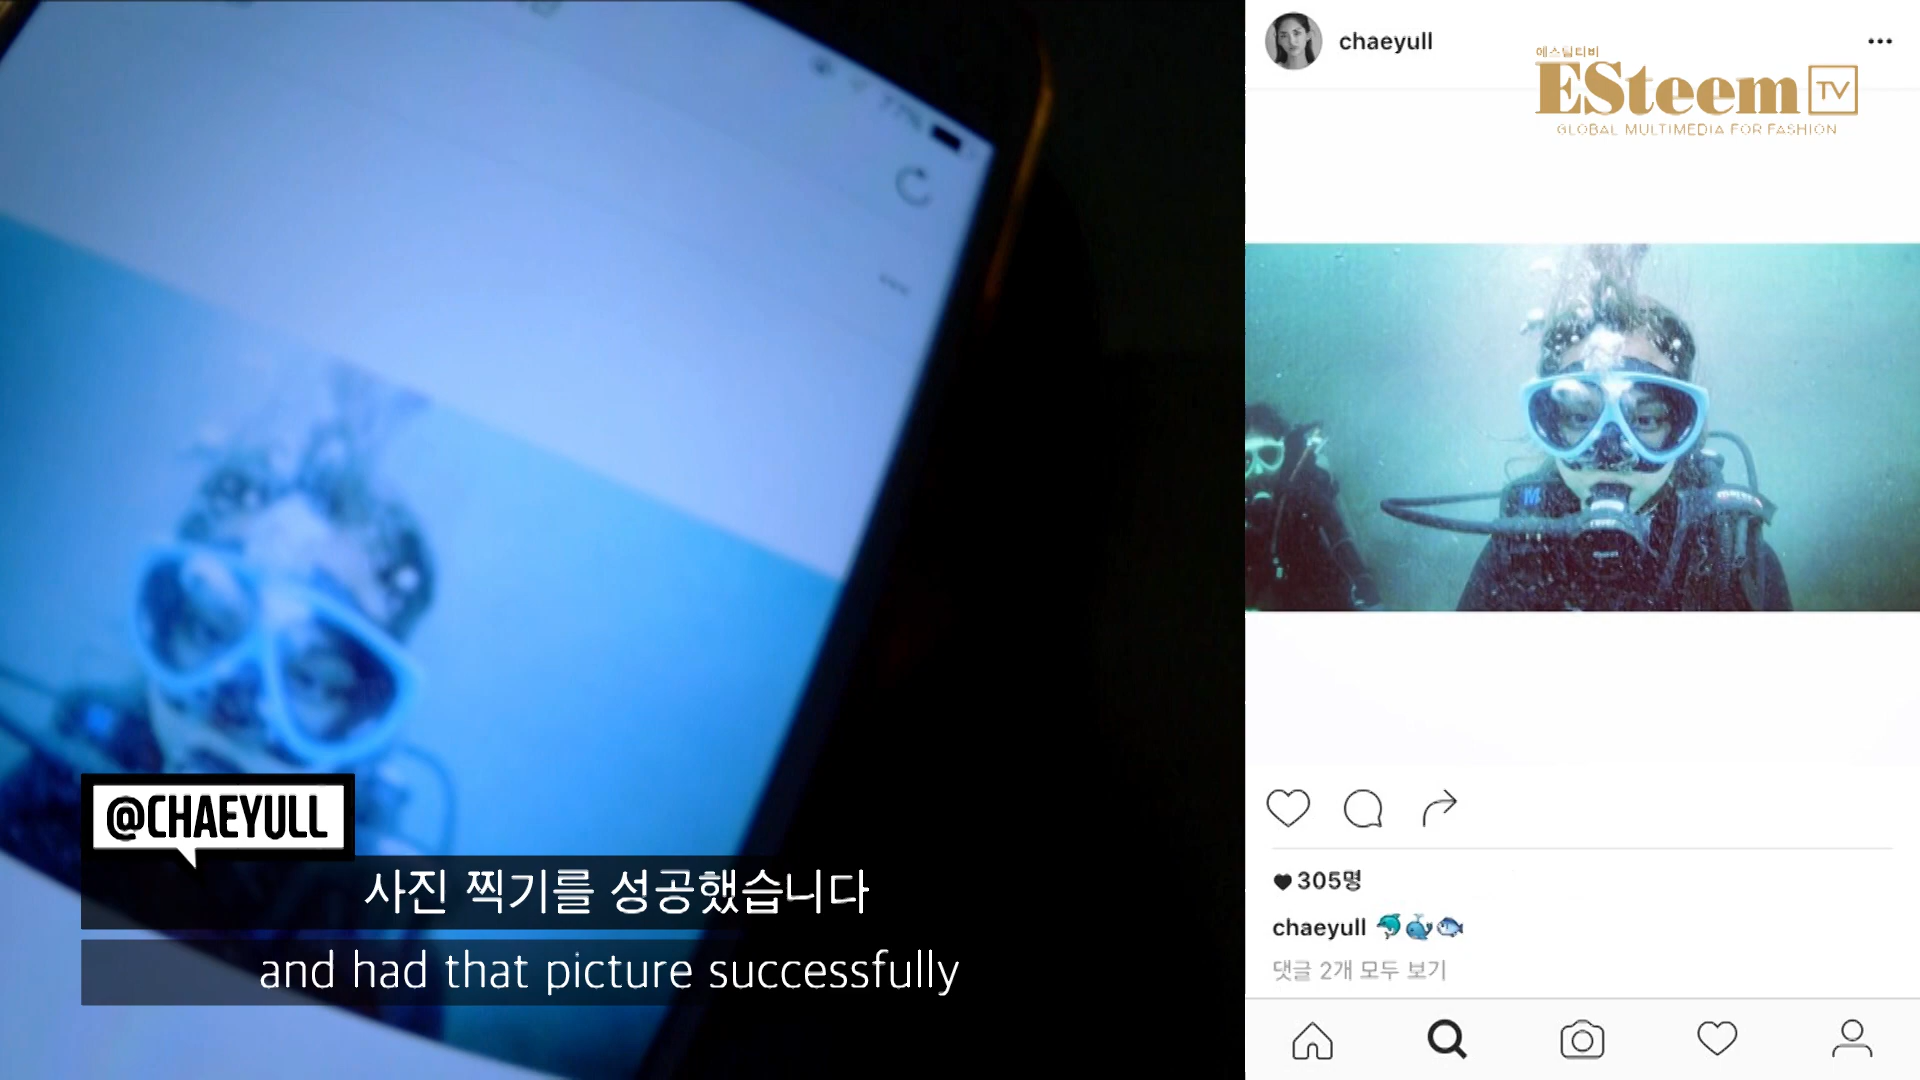 77%
chaeyull
에스팀티비
ESteem TV
GLOBAL MULTIMEDIA FOR FASHION
@CHAEYULL
사진 찍기를 성공했습니다
and had that picture successfully
305명
chaeyull
댓글 2개 모두 보기